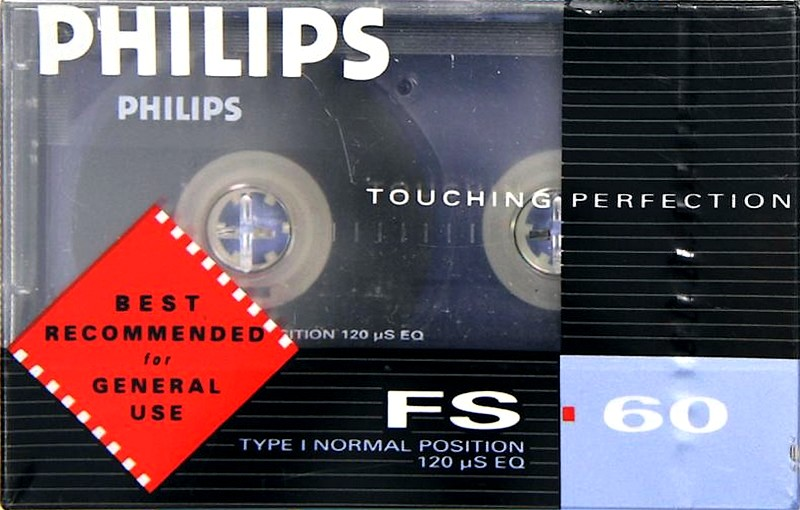 PHILIPS
PHILIPS
TOUCHING PERFECTION
BEST
RECOMMENDED
for
GENERAL
USE
120 µS EQ
FS 60
TYPE I NORMAL POSITION
120 µS EQ